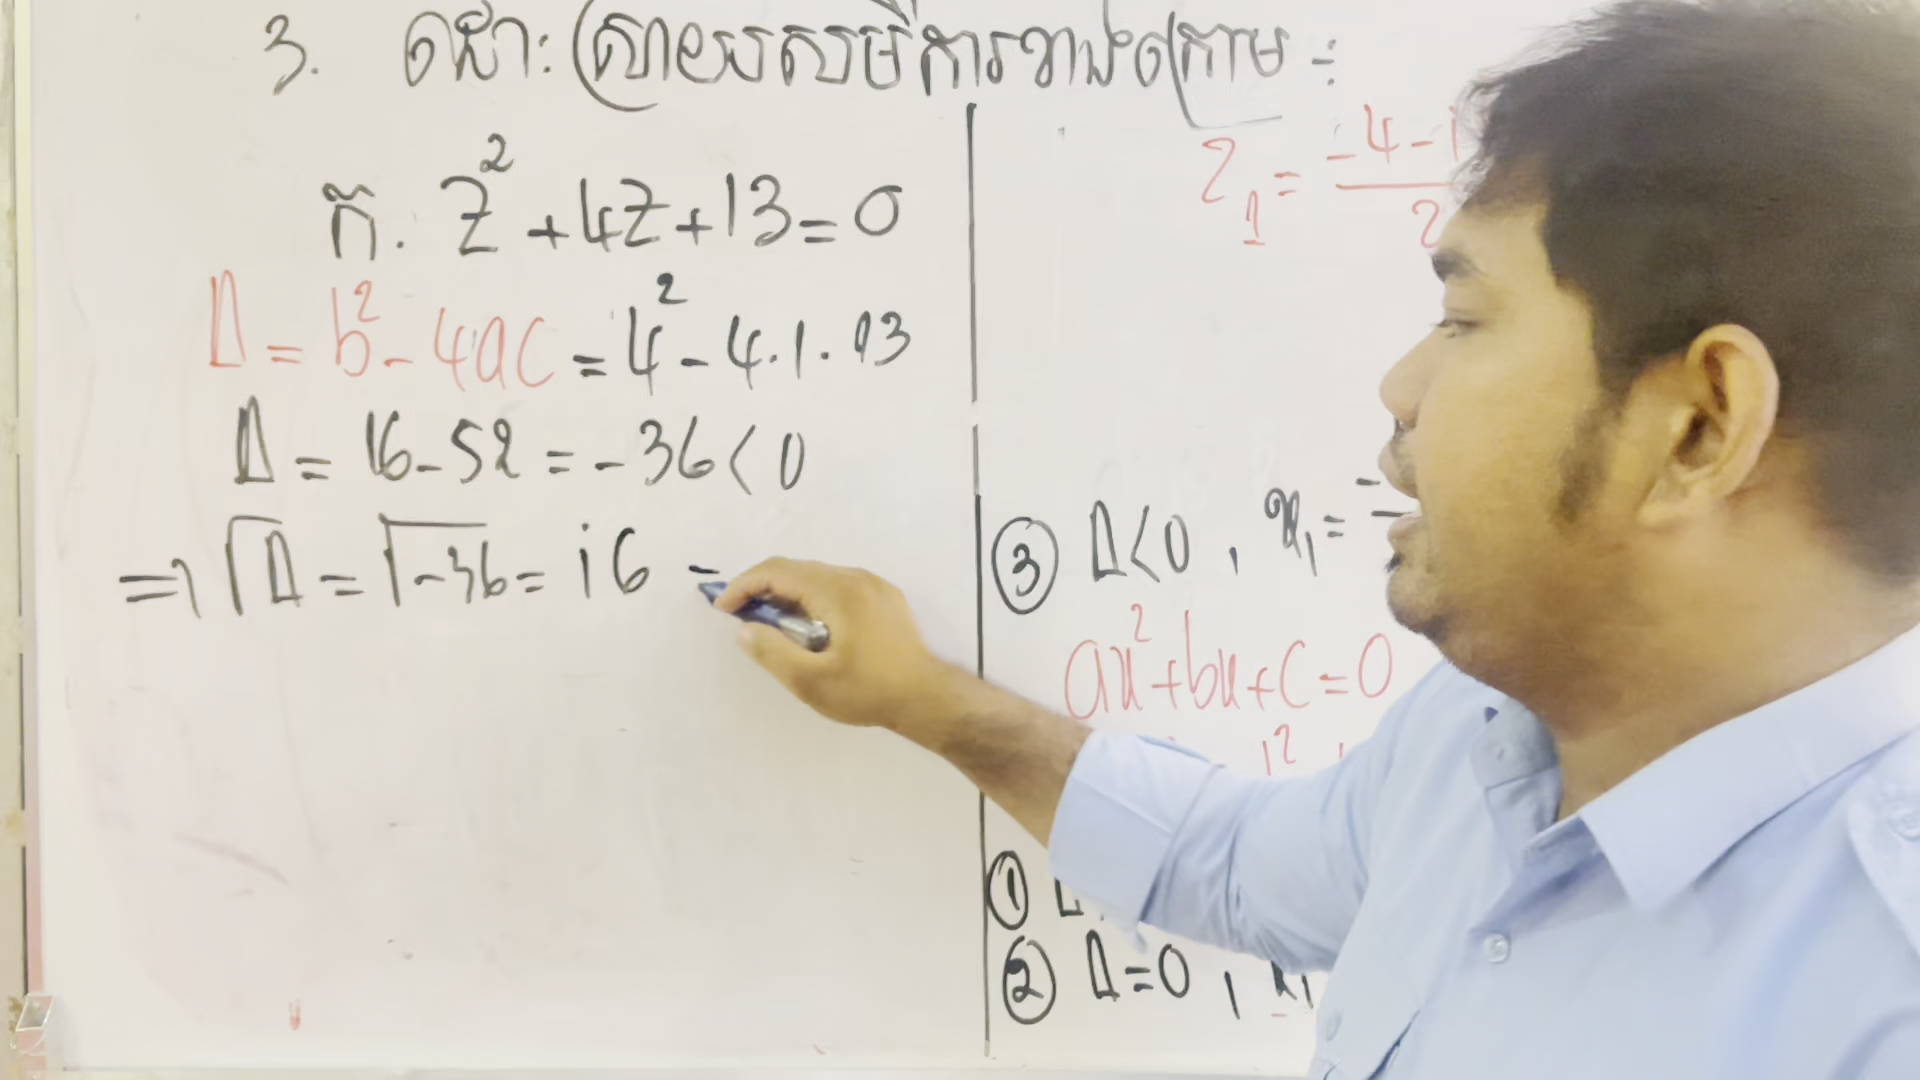 3. ដោះស្រាយសមីការខាងក្រោម ÷
ក. Z² + 4Z + 13 = 0
Δ = b² - 4ac = 4² - 4.1.13
Δ = 16 - 52 = -36 < 0
⇒ √Δ = √-36 = i6 =
Z₁ = -4 - i
2
③ Δ < 0 , x₁ = -
ax² + bx + c = 0
①
② Δ = 0 , x₁